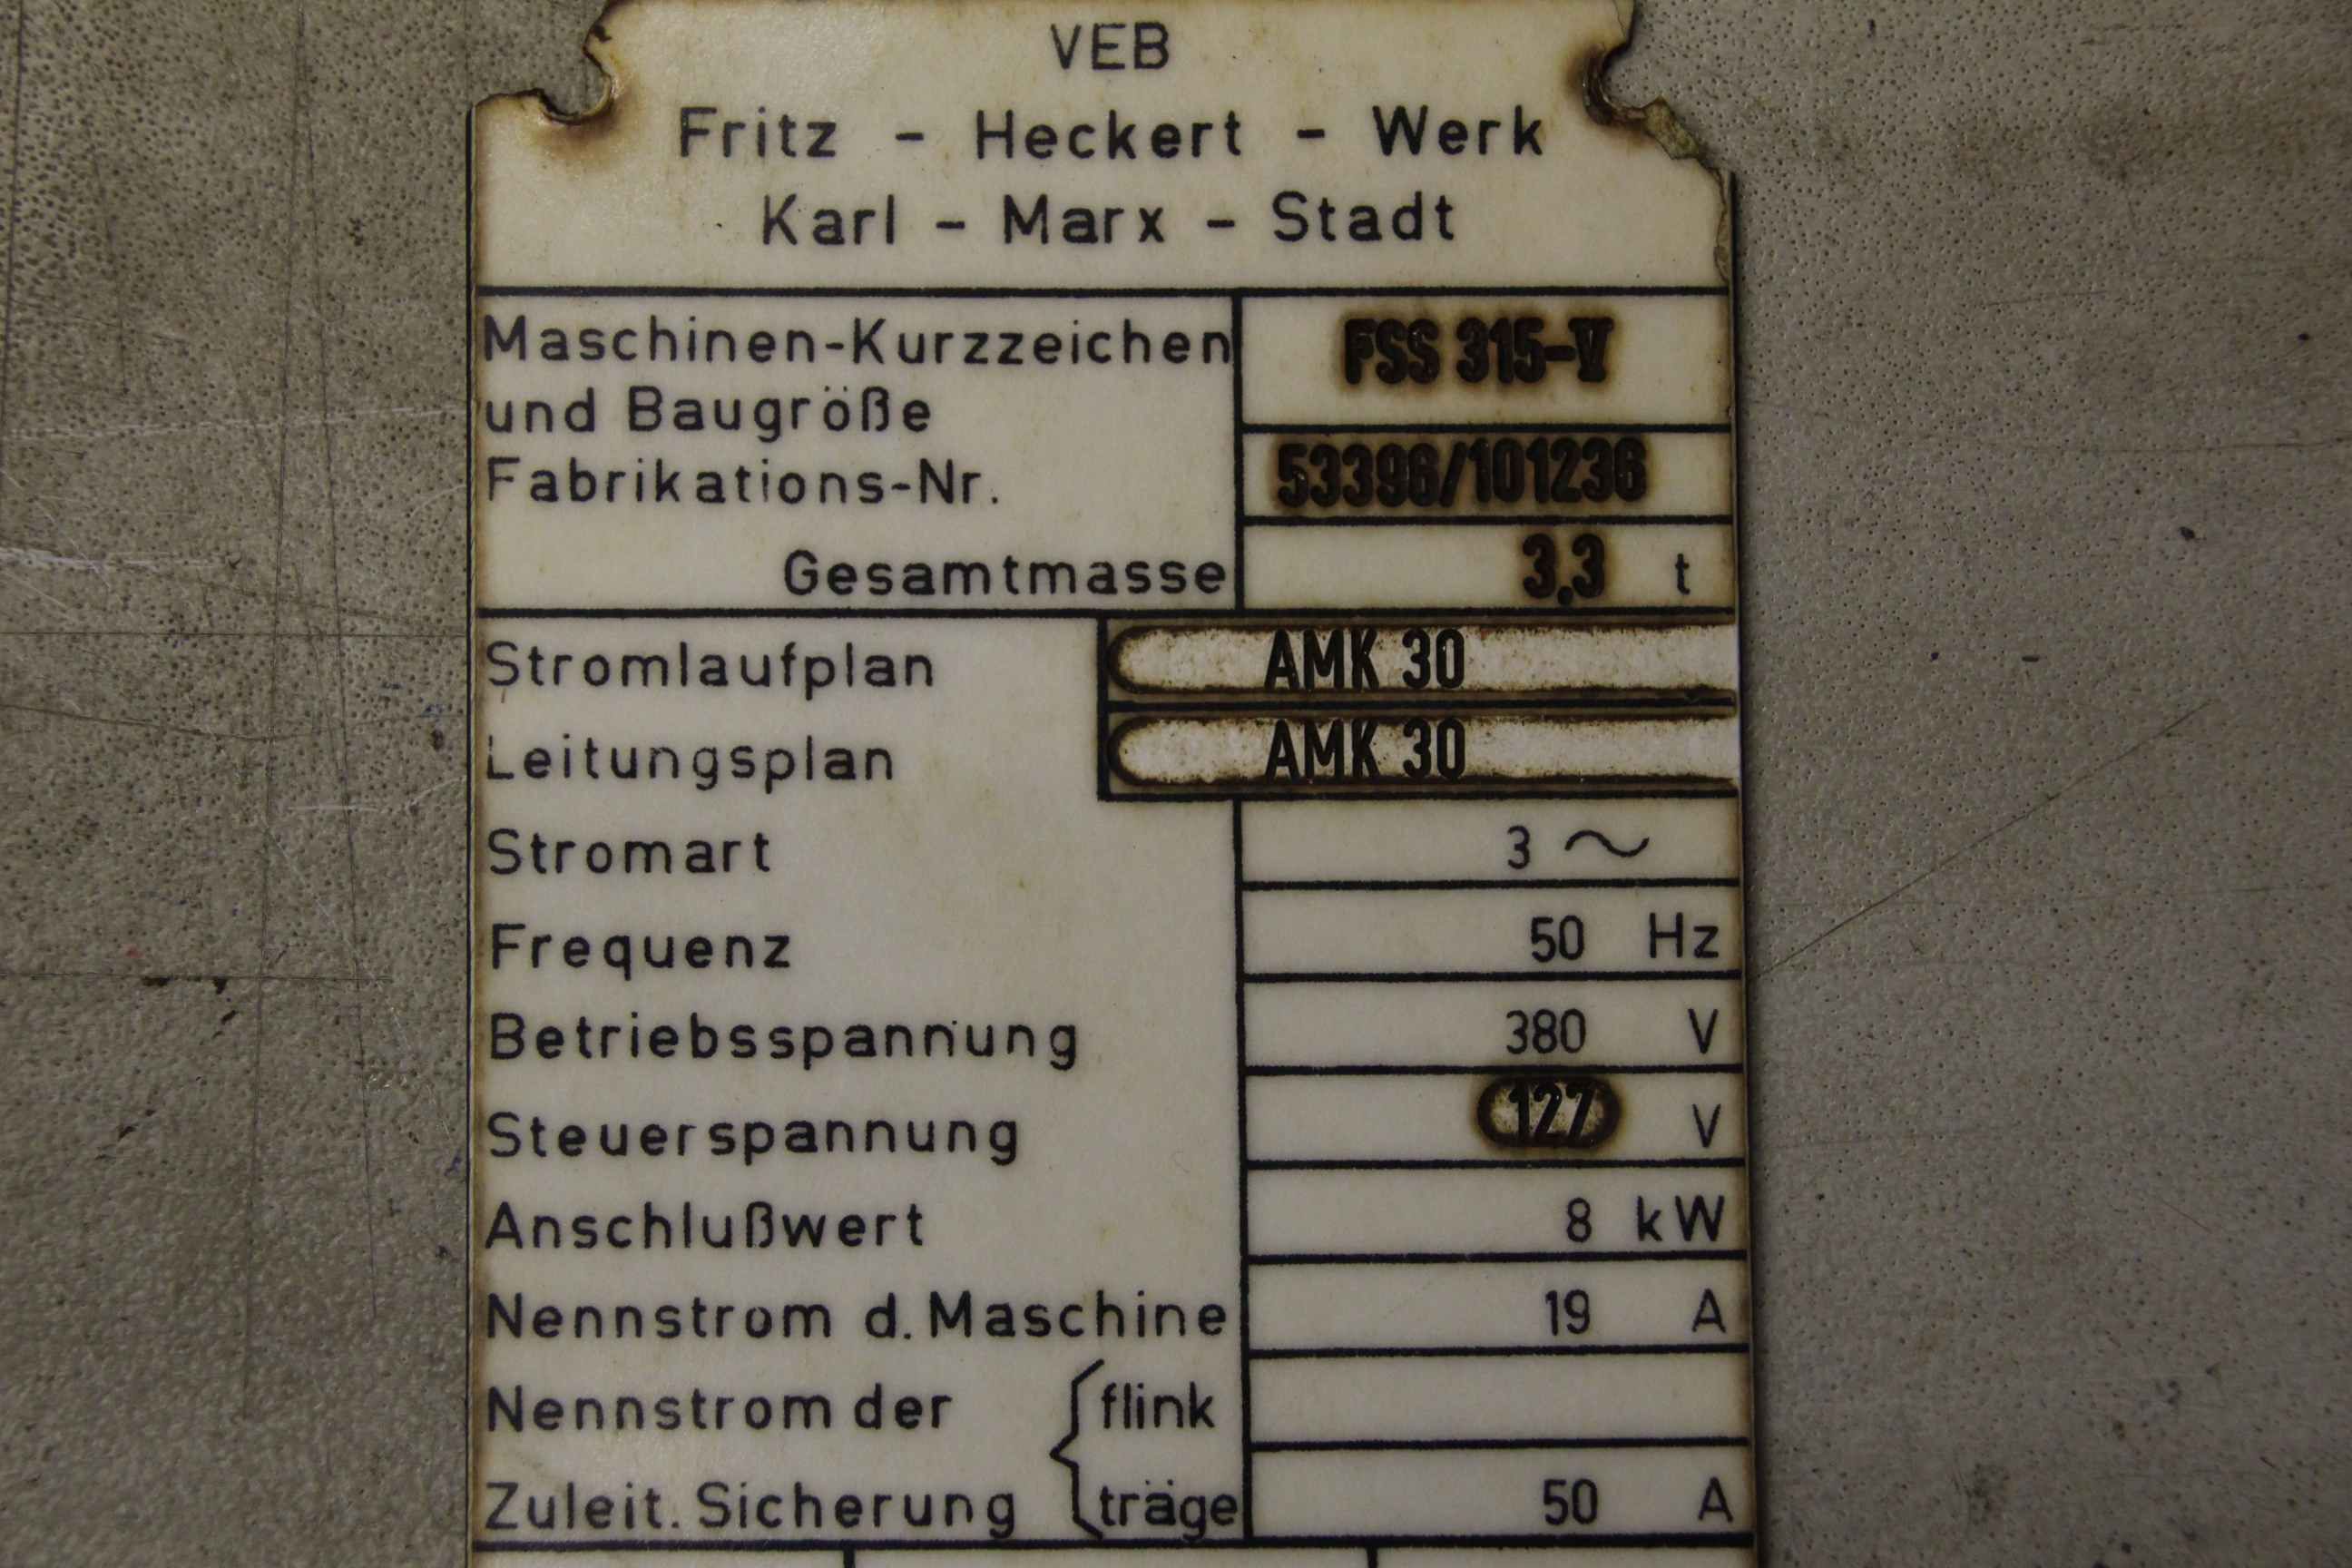 VEB
Fritz - Heckert - Werk
Karl - Marx - Stadt
Maschinen-Kurzzeichen FSS 315-V
und Baugröße
Fabrikations-Nr. 53396/101236
Gesamtmasse 3.3 t
Stromlaufplan AMK 30
Leitungsplan AMK 30
Stromart 3 ~
Frequenz 50 Hz
Betriebsspannung 380 V
Steuerspannung 127 V
Anschlußwert 8 kW
Nennstrom d. Maschine 19 A
Nennstrom der flink
Zuleit. Sicherung träge 50 A